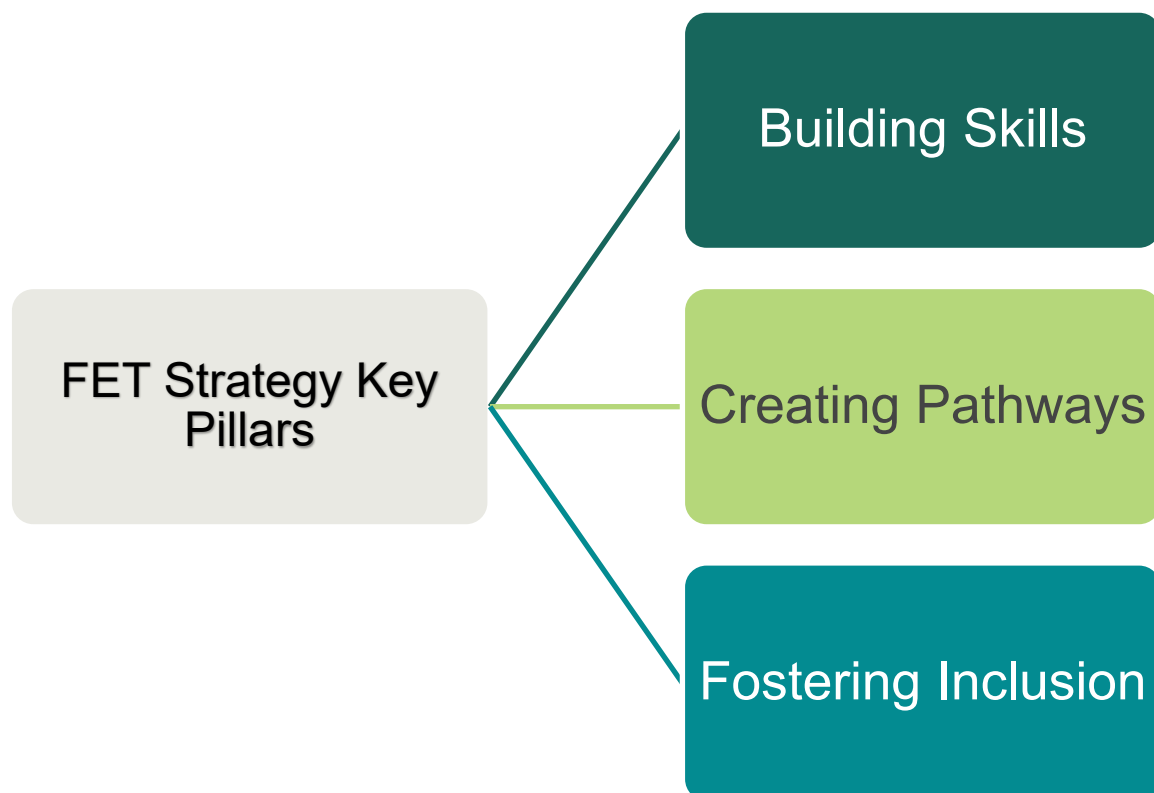 Building Skills
FET Strategy Key
Pillars
Creating Pathways
Fostering Inclusion